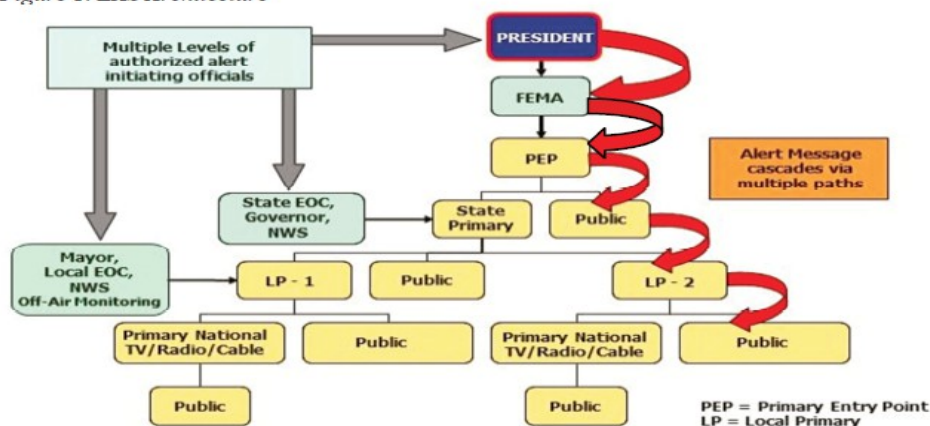 Multiple Levels of
authorized alert
initiating officials
PRESIDENT
FEMA
PEP
Alert Message
cascades via
multiple paths
State EOC,
Governor,
NWS
State
Primary
Public
Mayor,
Local EOC,
NWS
Off-Air Monitoring
LP - 1
Public
LP - 2
Primary National
TV/Radio/Cable
Public
Primary National
TV/Radio/Cable
Public
Public
Public
PEP = Primary Entry Point
LP = Local Primary